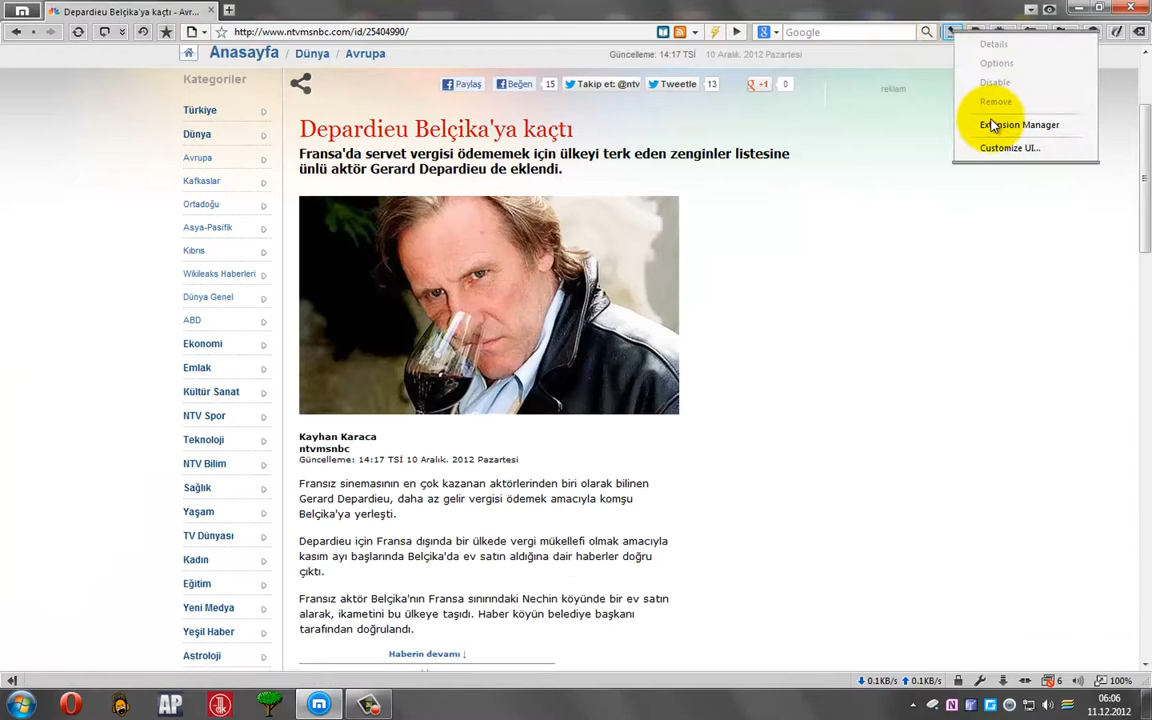 Depardieu Belçika'ya kaçtı - Avr...
http://www.ntvmsnbc.com/id/25404990/
Google
Details
Options
Disable
Remove
Extension Manager
Customize UI...
Anasayfa
Dünya
Avrupa
Güncelleme: 14:17 TSİ
10 Aralık. 2012 Pazartesi
Kategoriler
Paylaş
Beğen
15
Takip et: @ntv
Tweetle
13
+1
0
reklam
Türkiye
Dünya
Avrupa
Kafkaslar
Ortadoğu
Asya-Pasifik
Kıbrıs
Wikileaks Haberleri
Dünya Genel
ABD
Ekonomi
Emlak
Kültür Sanat
NTV Spor
Teknoloji
NTV Bilim
Sağlık
Yaşam
TV Dünyası
Kadın
Eğitim
Yeni Medya
Yeşil Haber
Astroloji
Depardieu Belçika'ya kaçtı
Fransa'da servet vergisi ödememek için ülkeyi terk eden zenginler listesine
ünlü aktör Gerard Depardieu de eklendi.
Kayhan Karaca
ntvmsnbc
Güncelleme: 14:17 TSİ 10 Aralık. 2012 Pazartesi
Fransız sinemasının en çok kazanan aktörlerinden biri olarak bilinen
Gerard Depardieu, daha az gelir vergisi ödemek amacıyla komşu
Belçika'ya yerleşti.
Depardieu için Fransa dışında bir ülkede vergi mükellefi olmak amacıyla
kasım ayı başlarında Belçika'da ev satın aldığına dair haberler doğru
çıktı.
Fransız aktör Belçika'nın Fransa sınırındaki Nechin köyünde bir ev satın
alarak, ikametini bu ülkeye taşıdı. Haber köyün belediye başkanı
tarafından doğrulandı.
Haberin devamı ↓
0.1KB/s
0.1KB/s
6
100%
AP
06:06
11.12.2012